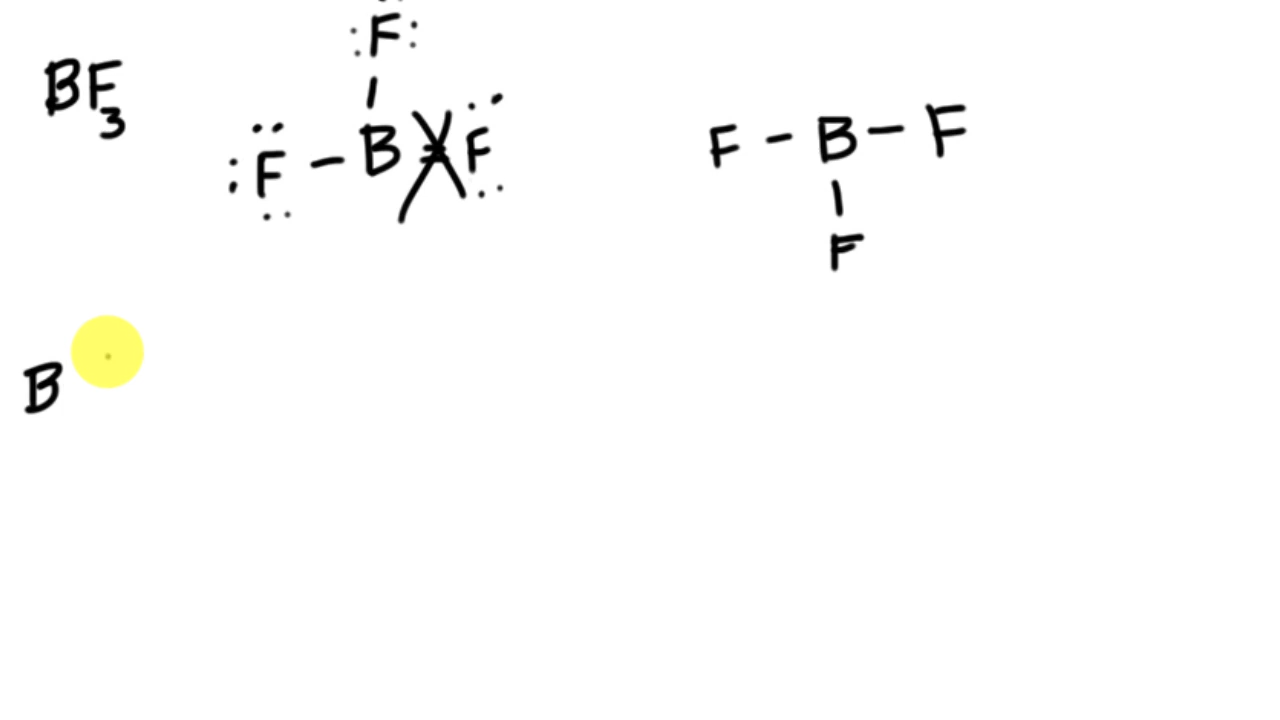 BF3
F
F - B = F
F - B - F
F
B